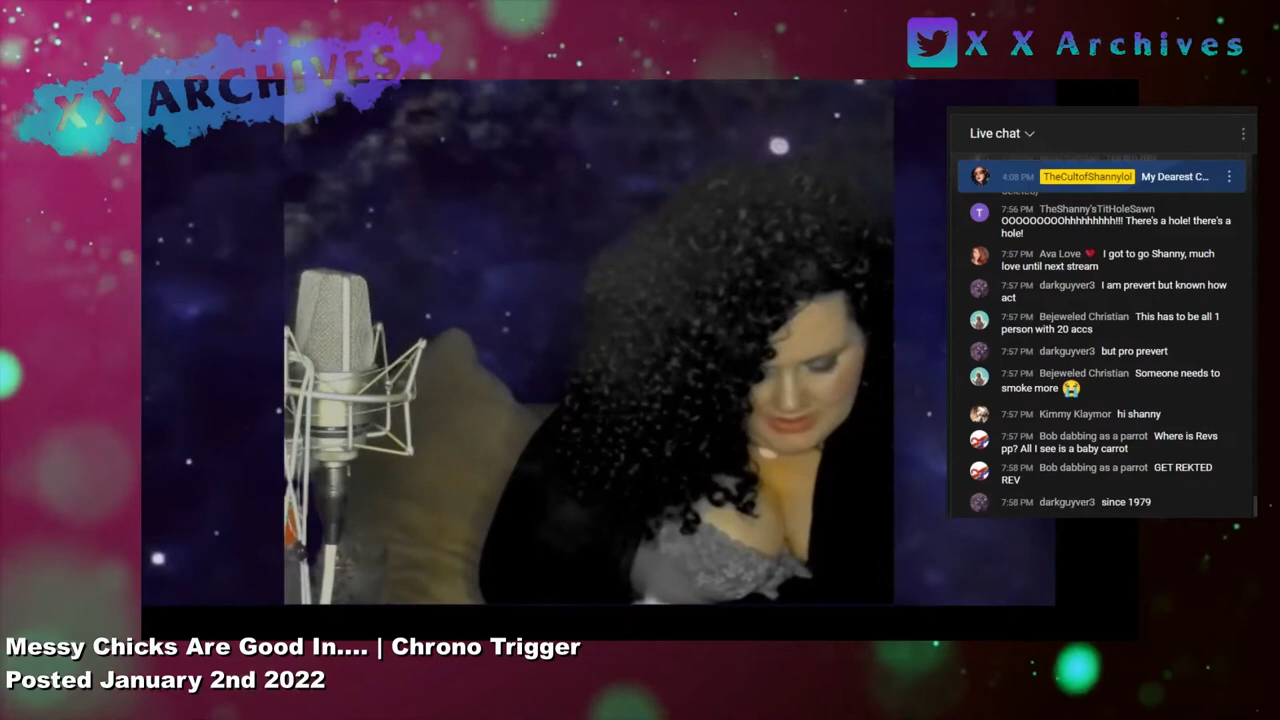 XX ARCHIVES
X X Archives
Live chat
4:08 PM TheCultofShannylol My Dearest C...
7:56 PM TheShanny'sTitHoleSawn
OOOOOOOOOhhhhhhhhh!!! There's a hole! there's a
hole!
7:57 PM Ava Love I got to go Shanny, much
love until next stream
7:57 PM darkguyver3 I am prevert but known how
act
7:57 PM Bejeweled Christian This has to be all 1
person with 20 accs
7:57 PM darkguyver3 but pro prevert
7:57 PM Bejeweled Christian Someone needs to
smoke more
7:57 PM Kimmy Klaymor hi shanny
7:57 PM Bob dabbing as a parrot Where is Revs
pp? All I see is a baby carrot
7:58 PM Bob dabbing as a parrot GET REKTED
REV
7:58 PM darkguyver3 since 1979
T
Messy Chicks Are Good In.... | Chrono Trigger
Posted January 2nd 2022